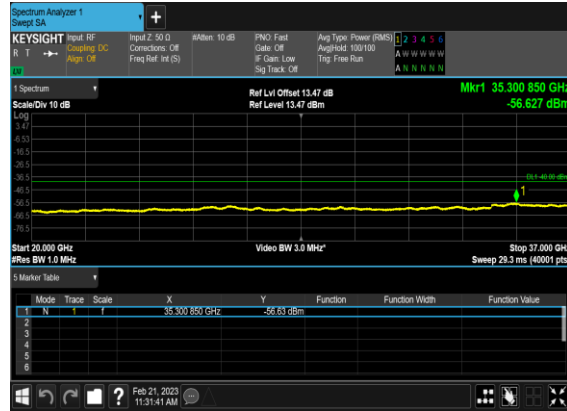 Spectrum Analyzer 1
Swept SA
+
KEYSIGHT Input: RF Input Z: 50 Ω #Atten: 10 dB PNO: Fast Avg Type: Power (RMS) 1 2 3 4 5 6
R T Coupling: DC Corrections: Off Gate: Off Avg|Hold: 100/100 A W W W W W
Align: Off Freq Ref: Int (S) IF Gain: Low Trig: Free Run
Sig Track: Off A N N N N N
1 Spectrum Ref Lvl Offset 13.47 dB Mkr1 35.300 850 GHz
Scale/Div 10 dB Ref Level 13.47 dBm -56.627 dBm
Log
3.47
-6.53
-16.5
-26.5
-36.5 DL1 -40.00 dBm
-46.5 1
-56.5
-66.5
-76.5
Start 20.000 GHz Video BW 3.0 MHz* Stop 37.000 GHz
#Res BW 1.0 MHz Sweep 29.3 ms (40001 pts)
5 Marker Table
Mode Trace Scale X Y Function Function Width Function Value
1 N 1 f 35.300 850 GHz -56.63 dBm
2
3
4
5
6
? Feb 21, 2023
11:31:41 AM